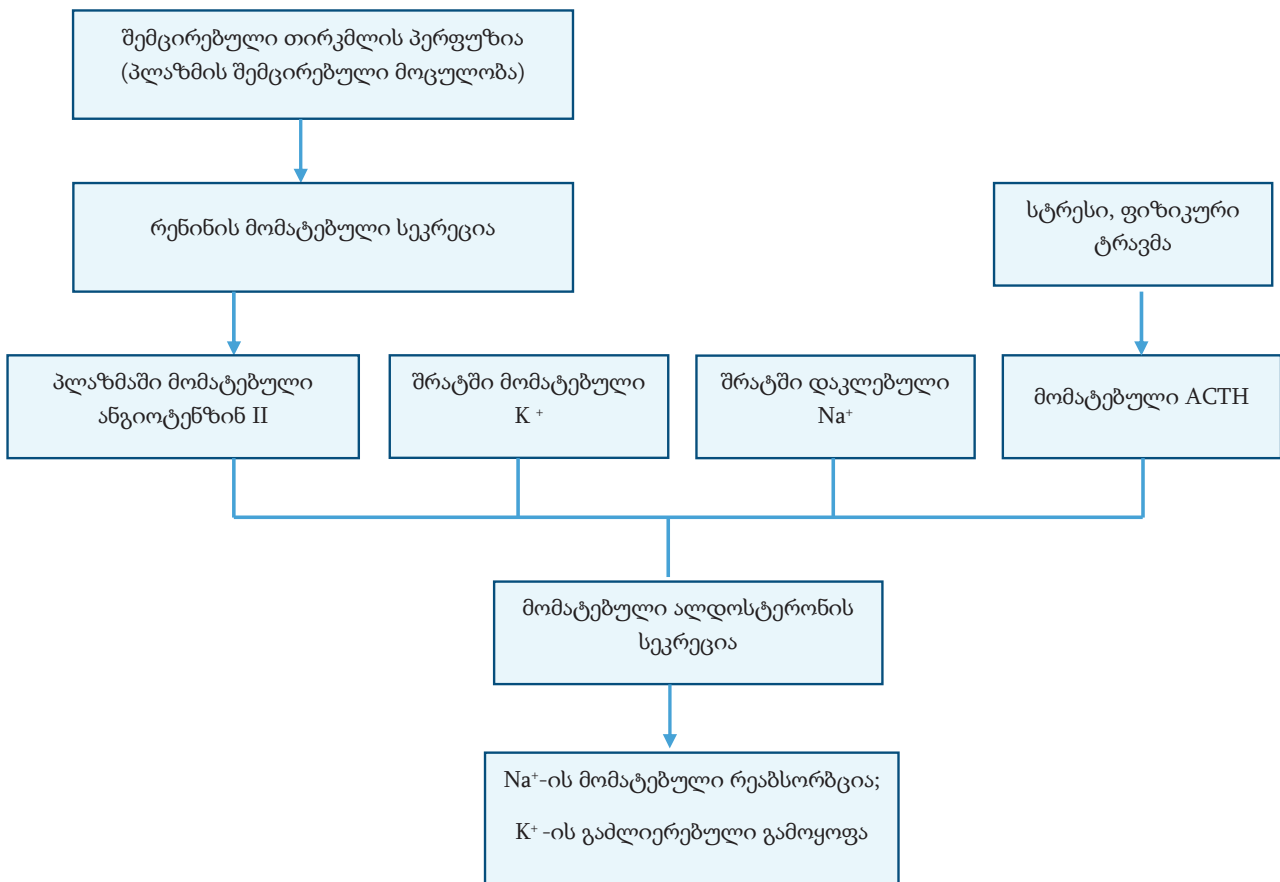 შემცირებული თირკმლის პერფუზია
(პლაზმის შემცირებული მოცულობა)
რენინის მომატებული სეკრეცია
სტრესი, ფიზიკური
ტრავმა
პლაზმაში მომატებული
ანგიოტენზინ II
შრატში მომატებული
K ⁺
შრატში დაკლებული
Na⁺
მომატებული ACTH
მომატებული ალდოსტერონის
სეკრეცია
Na⁺-ის მომატებული რეაბსორბცია;
K⁺ -ის გაძლიერებული გამოყოფა